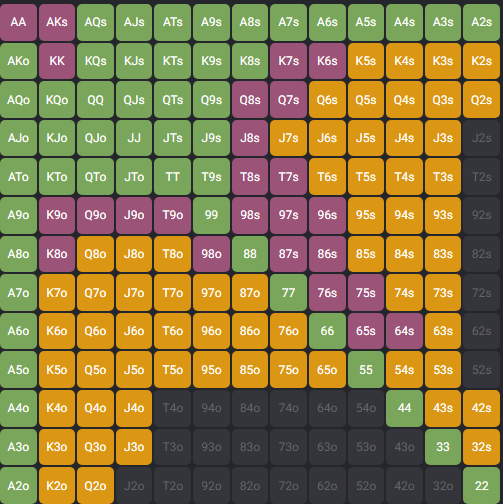 AA AKs AQs AJs ATs A9s A8s A7s A6s A5s A4s A3s A2s
AKo KK KQs KJs KTs K9s K8s K7s K6s K5s K4s K3s K2s
AQo KQo QQ QJs QTs Q9s Q8s Q7s Q6s Q5s Q4s Q3s Q2s
AJo KJo QJo JJ JTs J9s J8s J7s J6s J5s J4s J3s J2s
ATo KTo QTo JTo TT T9s T8s T7s T6s T5s T4s T3s T2s
A9o K9o Q9o J9o T9o 99 98s 97s 96s 95s 94s 93s 92s
A8o K8o Q8o J8o T8o 98o 88 87s 86s 85s 84s 83s 82s
A7o K7o Q7o J7o T7o 97o 87o 77 76s 75s 74s 73s 72s
A6o K6o Q6o J6o T6o 96o 86o 76o 66 65s 64s 63s 62s
A5o K5o Q5o J5o T5o 95o 85o 75o 65o 55 54s 53s 52s
A4o K4o Q4o J4o T4o 94o 84o 74o 64o 54o 44 43s 42s
A3o K3o Q3o J3o T3o 93o 83o 73o 63o 53o 43o 33 32s
A2o K2o Q2o J2o T2o 92o 82o 72o 62o 52o 42o 32o 22